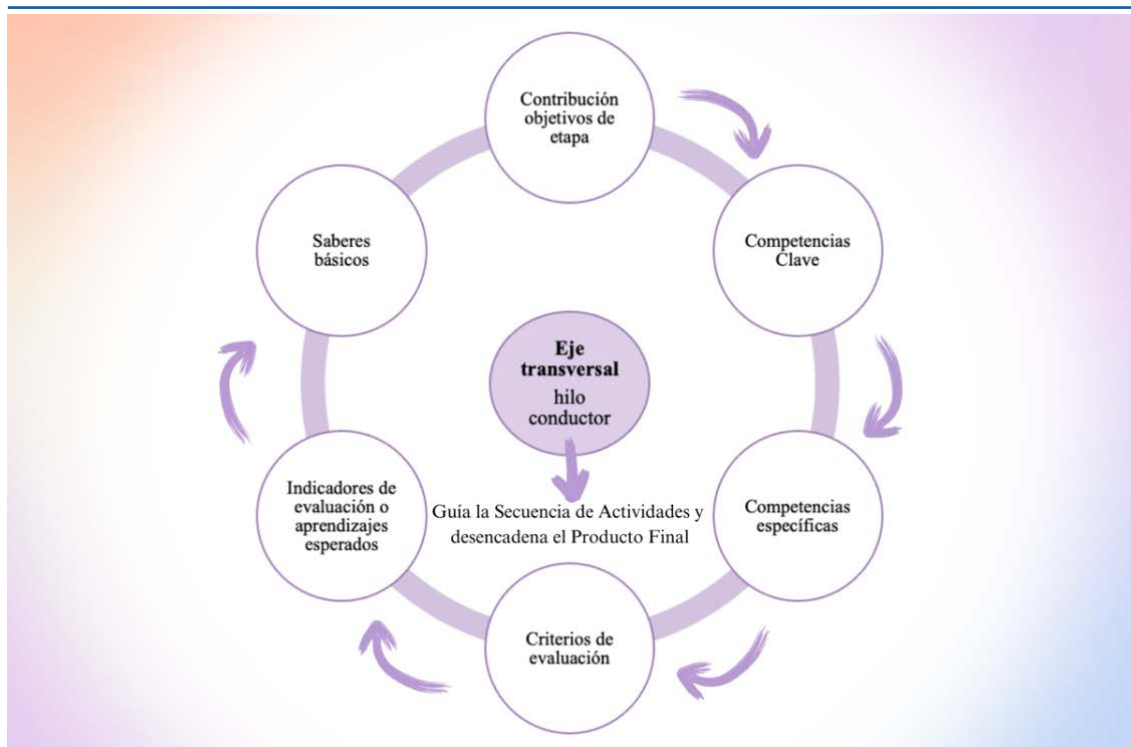 Contribución
objetivos de
etapa
Competencias
Clave
Competencias
específicas
Criterios de
evaluación
Indicadores de
evaluación o
aprendizajes
esperados
Saberes
básicos
Eje
transversal
hilo
conductor
Guía la Secuencia de Actividades y
desencadena el Producto Final